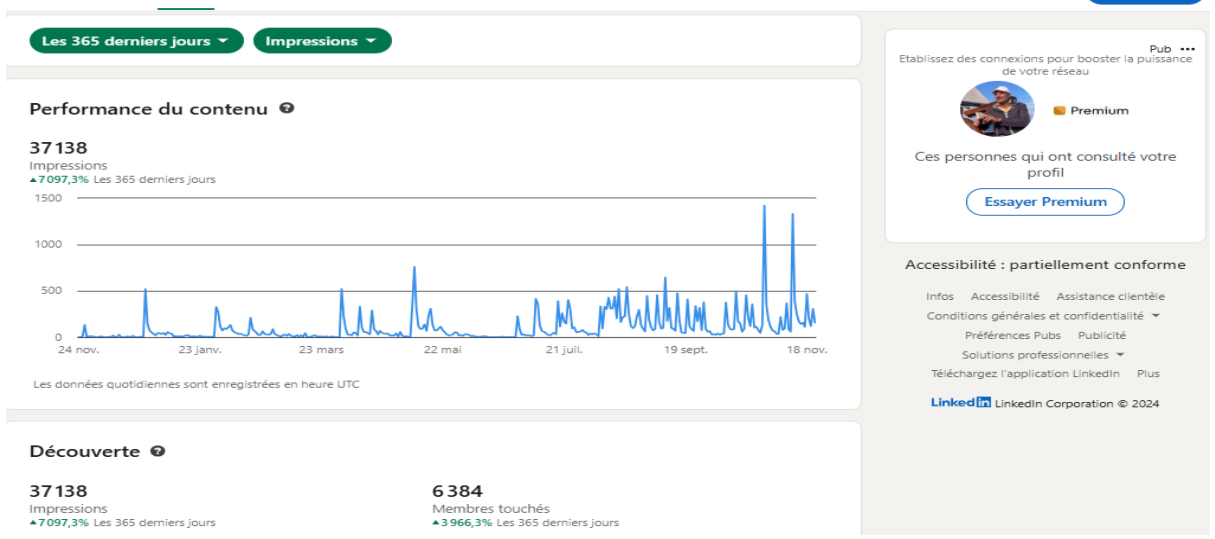 Les 365 derniers jours
Impressions
Performance du contenu
37 138
Impressions
7 097,3% Les 365 derniers jours
1500
1000
500
0
24 nov.
23 janv.
23 mars
22 mai
21 juil.
19 sept.
18 nov.
Les données quotidiennes sont enregistrées en heure UTC
Découverte
37 138
Impressions
7 097,3% Les 365 derniers jours
6 384
Membres touchés
3 966,3% Les 365 derniers jours
Pub
Etablissez des connexions pour booster la puissance
de votre réseau
Premium
Ces personnes qui ont consulté votre
profil
Essayer Premium
Accessibilité : partiellement conforme
Infos Accessibilité Assistance clientèle
Conditions générales et confidentialité
Préférences Pubs Publicité
Solutions professionnelles
Téléchargez l'application LinkedIn Plus
LinkedIn LinkedIn Corporation © 2024